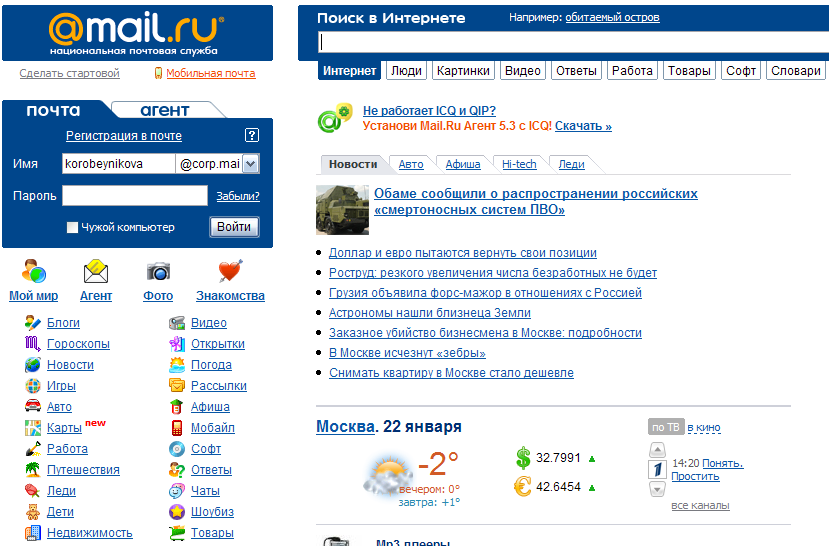 @mail.ru
национальная почтовая служба
Сделать стартовой
Мобильная почта
почта
агент
Регистрация в почте
?
Имя
korobeynikova
@corp.mai
Пароль
Забыли?
Чужой компьютер
Войти
Мой мир
Агент
Фото
Знакомства
Блоги
Видео
Гороскопы
Открытки
Новости
Погода
Игры
Рассылки
Авто
Афиша
Карты new
Мобайл
Работа
Софт
Путешествия
Ответы
Леди
Чаты
Дети
Шоубиз
Недвижимость
Товары
Поиск в Интернете
Например: обитаемый остров
Интернет
Люди
Картинки
Видео
Ответы
Работа
Товары
Софт
Словари
Не работает ICQ и QIP?
Установи Mail.Ru Агент 5.3 с ICQ! Скачать »
Новости
Авто
Афиша
Hi-tech
Леди
Обаме сообщили о распространении российских
«смертоносных систем ПВО»
Доллар и евро пытаются вернуть свои позиции
Роструд: резкого увеличения числа безработных не будет
Грузия объявила форс-мажор в отношениях с Россией
Астрономы нашли близнеца Земли
Заказное убийство бизнесмена в Москве: подробности
В Москве исчезнут «зебры»
Снимать квартиру в Москве стало дешевле
Москва. 22 января
-2°
вечером: 0°
завтра: +1°
$ 32.7991
€ 42.6454
по ТВ
в кино
1
14:20 Понять.
Простить
все каналы
Mp3 плееры